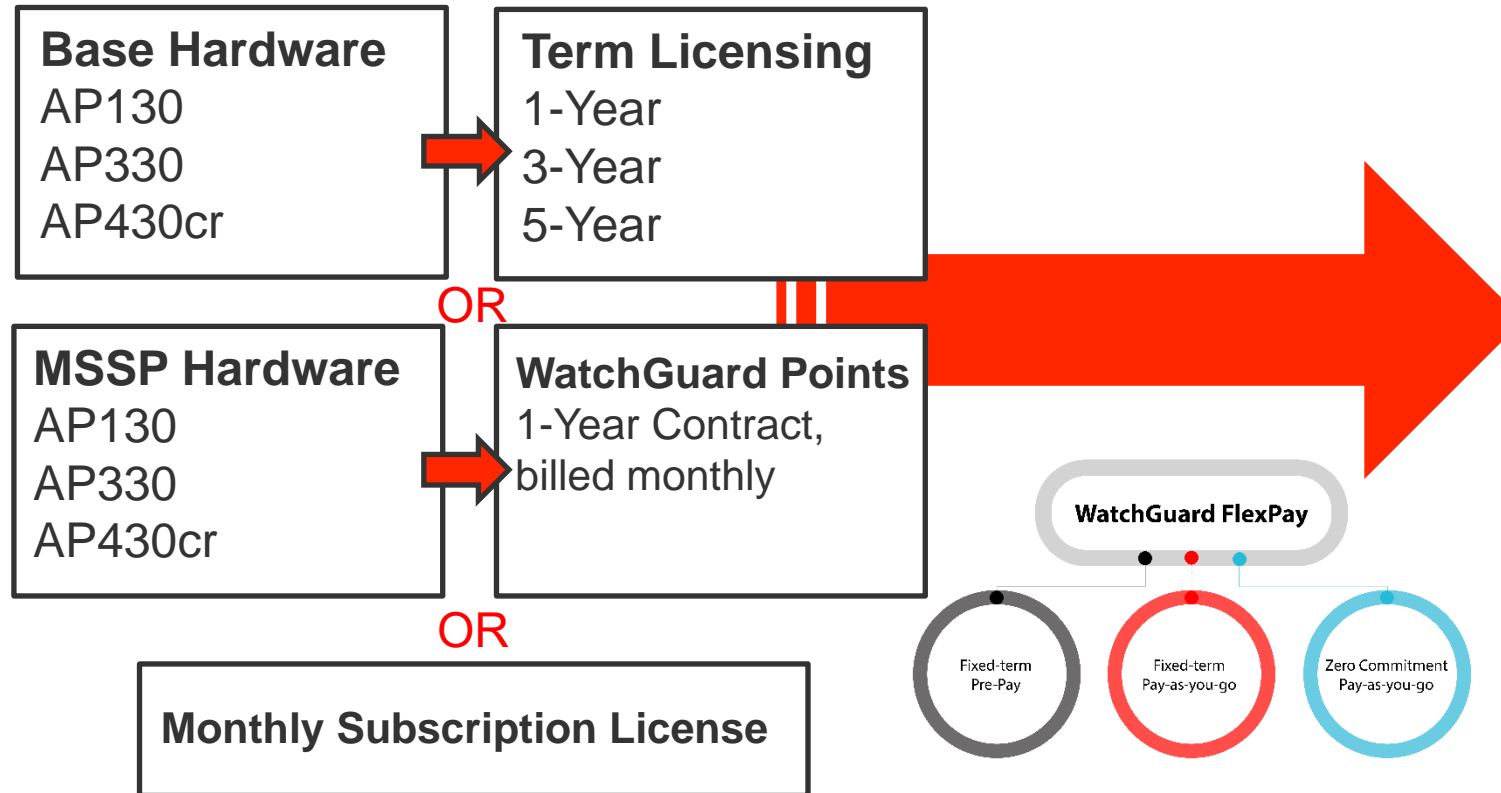 Base Hardware
AP130
AP330
AP430cr
Term Licensing
1-Year
3-Year
5-Year
OR
MSSP Hardware
AP130
AP330
AP430cr
WatchGuard Points
1-Year Contract,
billed monthly
OR
Monthly Subscription License
WatchGuard FlexPay
Fixed-term
Pre-Pay
Fixed-term
Pay-as-you-go
Zero Commitment
Pay-as-you-go